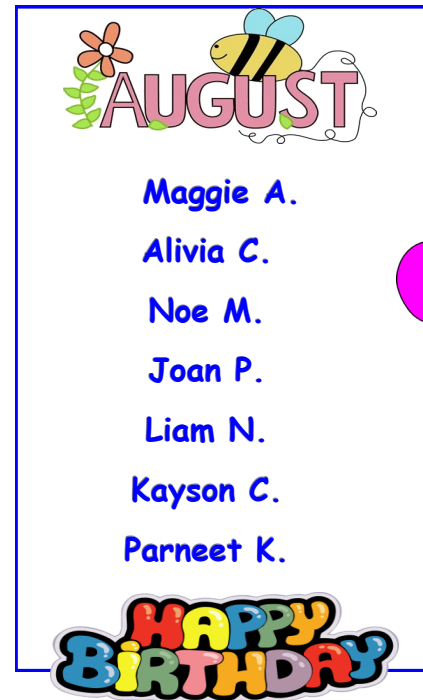 AUGUST
Maggie A.
Alivia C.
Noe M.
Joan P.
Liam N.
Kayson C.
Parneet K.
HAPPY
BiRTHDAY